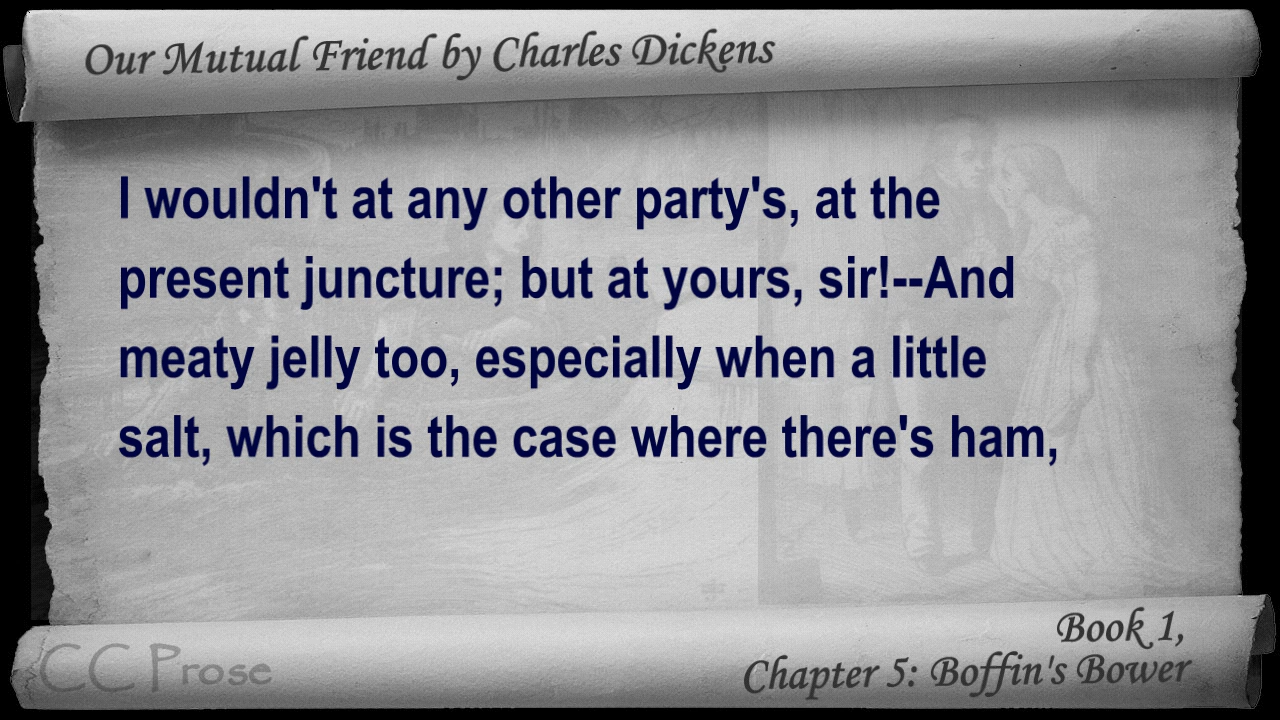 Our Mutual Friend by Charles Dickens
I wouldn't at any other party's, at the
present juncture; but at yours, sir!--And
meaty jelly too, especially when a little
salt, which is the case where there's ham,
Book 1,
Chapter 5: Boffin's Bower
CC Prose